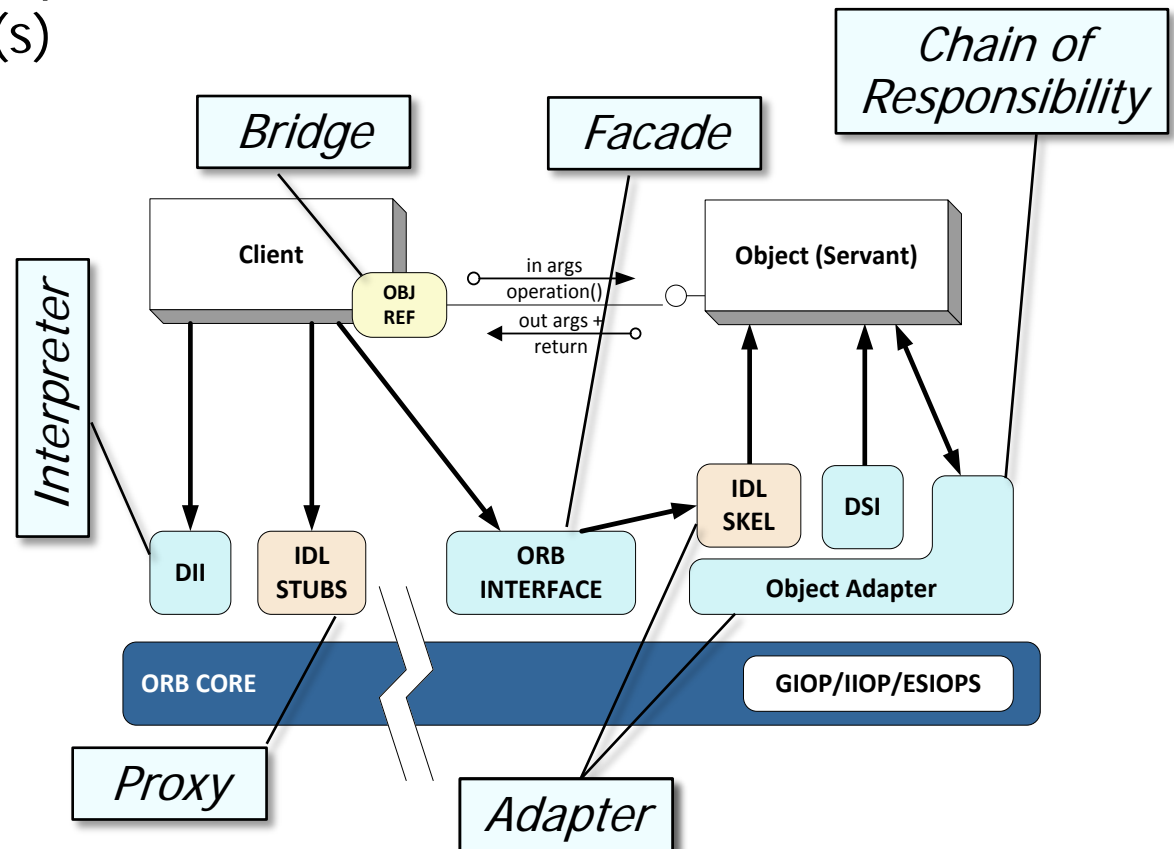 (s)
Chain of
Responsibility
Bridge
Facade
Client
Object (Servant)
in args
operation()
out args +
return
OBJ
REF
Interpreter
IDL
SKEL
DSI
DII
IDL
STUBS
ORB
INTERFACE
Object Adapter
ORB CORE
GIOP/IIOP/ESIOPS
Proxy
Adapter